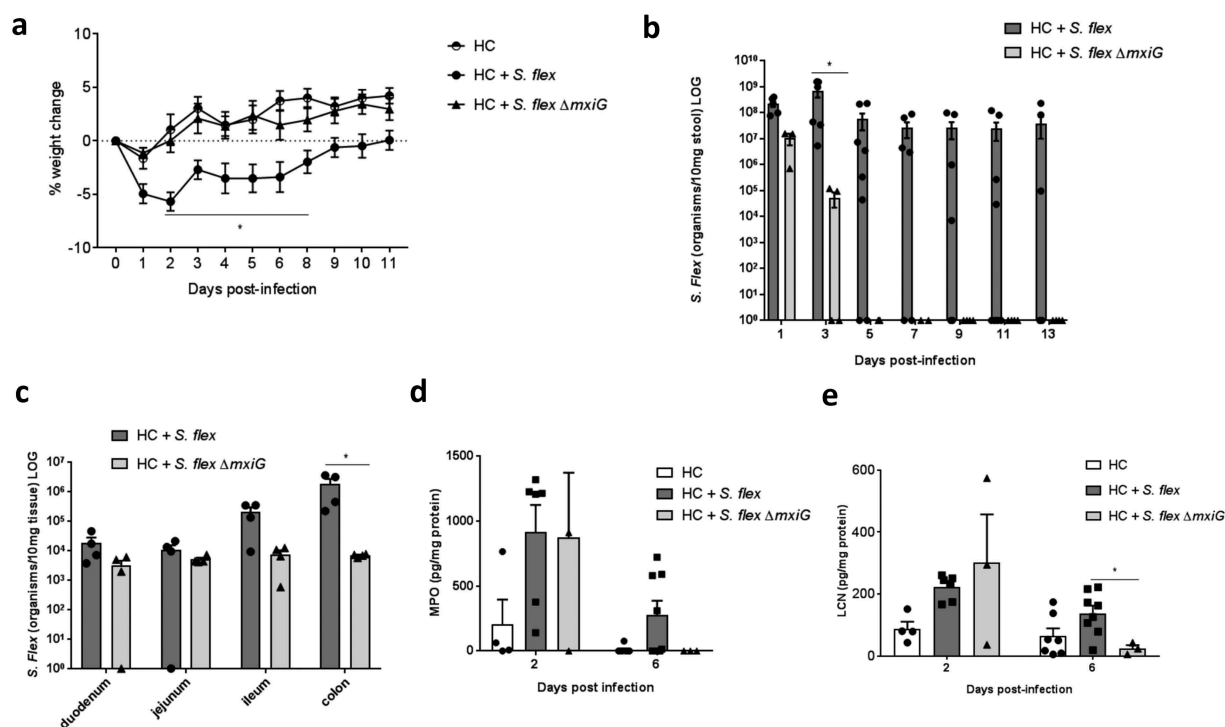 a
% weight change
10
5
0
-5
-10
*
0 1 2 3 4 5 6 7 8 9 10 11
Days post-infection
HC
HC + S. flex
HC + S. flex ΔmxiG
b
HC + S. flex
HC + S. flex ΔmxiG
S. Flex (organisms/10mg stool) LOG
10¹⁰
10⁹
10⁸
10⁷
10⁶
10⁵
10⁴
10³
10²
10¹
10⁰
*
1 3 5 7 9 11 13
Days post-infection
c
HC + S. flex
HC + S. flex ΔmxiG
S. Flex (organisms/10mg tissue) LOG
10⁷
10⁶
10⁵
10⁴
10³
10²
10¹
10⁰
*
duodenum jejunum ileum colon
d
HC
HC + S. flex
HC + S. flex ΔmxiG
MPO (pg/mg protein)
1500
1000
500
0
2 6
Days post infection
e
HC
HC + S. flex
HC + S. flex ΔmxiG
LCN (pg/mg protein)
600
400
200
0
*
2 6
Days post-infection